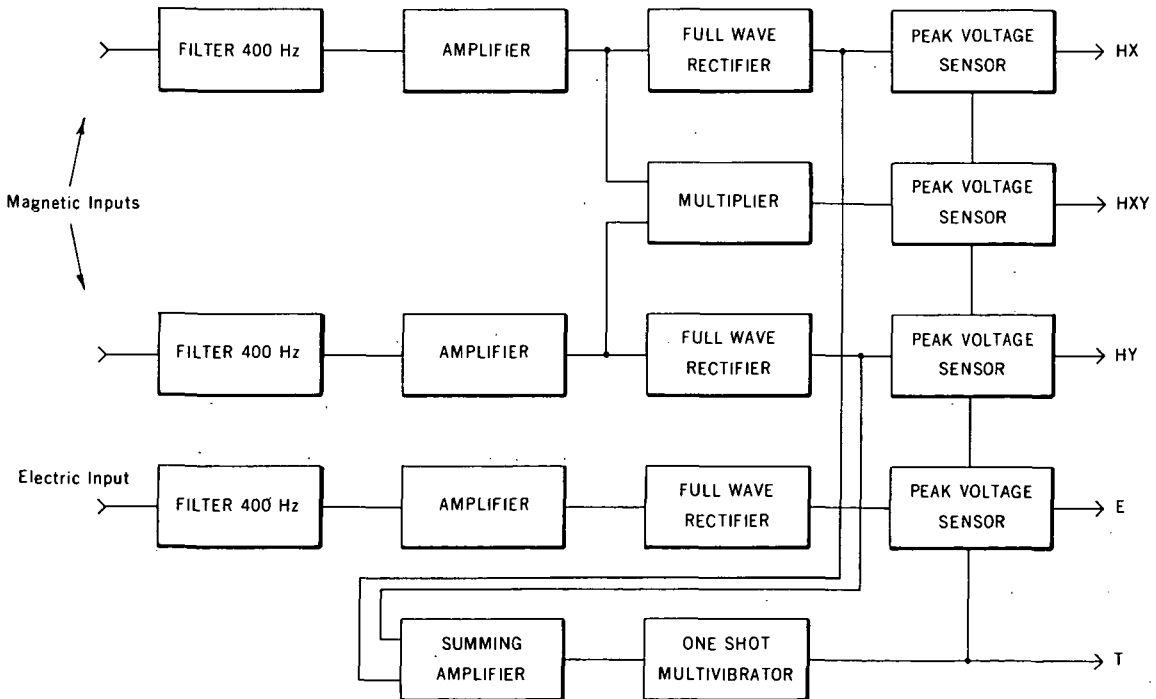 FILTER 400 Hz
AMPLIFIER
FULL WAVE
RECTIFIER
PEAK VOLTAGE
SENSOR
HX
Magnetic Inputs
MULTIPLIER
PEAK VOLTAGE
SENSOR
HXY
FILTER 400 Hz
AMPLIFIER
FULL WAVE
RECTIFIER
PEAK VOLTAGE
SENSOR
HY
Electric Input
FILTER 400 Hz
AMPLIFIER
FULL WAVE
RECTIFIER
PEAK VOLTAGE
SENSOR
E
SUMMING
AMPLIFIER
ONE SHOT
MULTIVIBRATOR
T